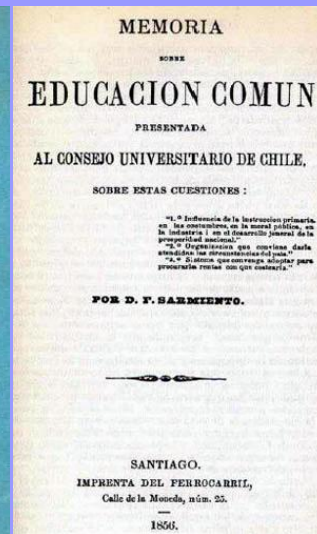 MEMORIA
SOBRE
EDUCACION COMUN
PRESENTADA
AL CONSEJO UNIVERSITARIO DE CHILE,
SOBRE ESTAS CUESTIONES :
"1.ª Influencia de la instruccion primaria,
en las costumbres, en la moral pública, en
la industria i en el desarrollo jeneral de la
prosperidad nacional."
"2.ª Organizacion que conviene darla
atendidas las circunstancias del pais."
"3.ª Sistema que convenga adoptar para
procurarle rentas con que costearla."
POR D. F. SARMIENTO.
SANTIAGO.
IMPRENTA DEL FERROCARRIL,
Calle de la Moneda, núm. 25.
1856.